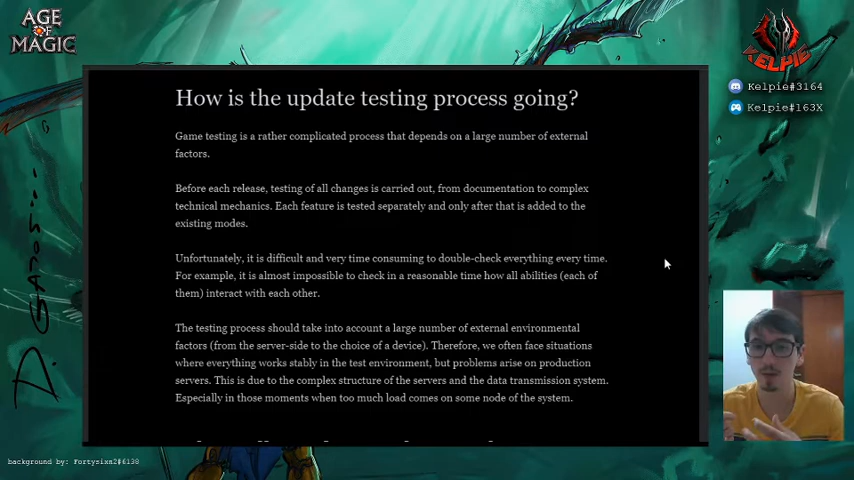 AGE
OF
MAGIC
KELPIE
Kelpie#3164
Kelpie#163X
How is the update testing process going?
Game testing is a rather complicated process that depends on a large number of external
factors.
Before each release, testing of all changes is carried out, from documentation to complex
technical mechanics. Each feature is tested separately and only after that is added to the
existing modes.
Unfortunately, it is difficult and very time consuming to double-check everything every time.
For example, it is almost impossible to check in a reasonable time how all abilities (each of
them) interact with each other.
The testing process should take into account a large number of external environmental
factors (from the server-side to the choice of a device). Therefore, we often face situations
where everything works stably in the test environment, but problems arise on production
servers. This is due to the complex structure of the servers and the data transmission system.
Especially in those moments when too much load comes on some node of the system.
background by: Fortysixn2#6138